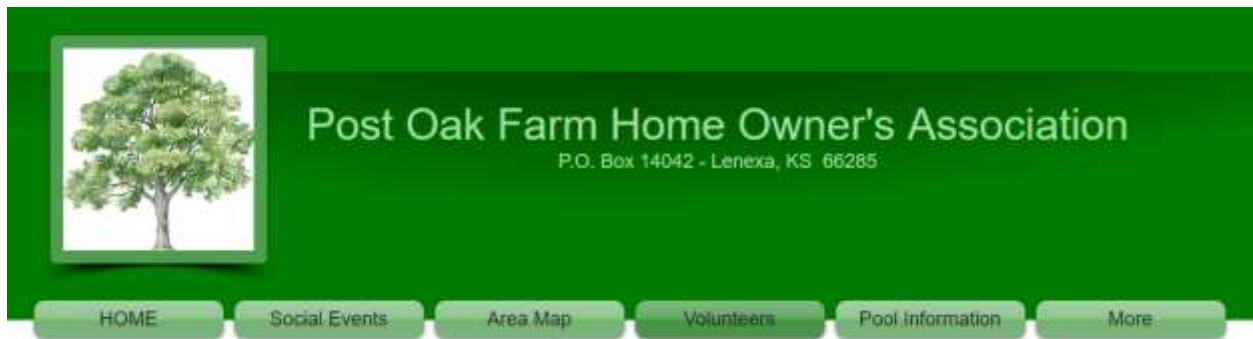 Post Oak Farm Home Owner's Association
P.O. Box 14042 - Lenexa, KS 66285
HOME
Social Events
Area Map
Volunteers
Pool Information
More